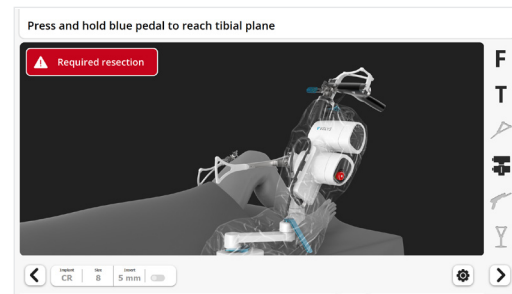 Press and hold blue pedal to reach tibial plane
Required resection
F
T
Implant Size Insert
CR 8 5 mm